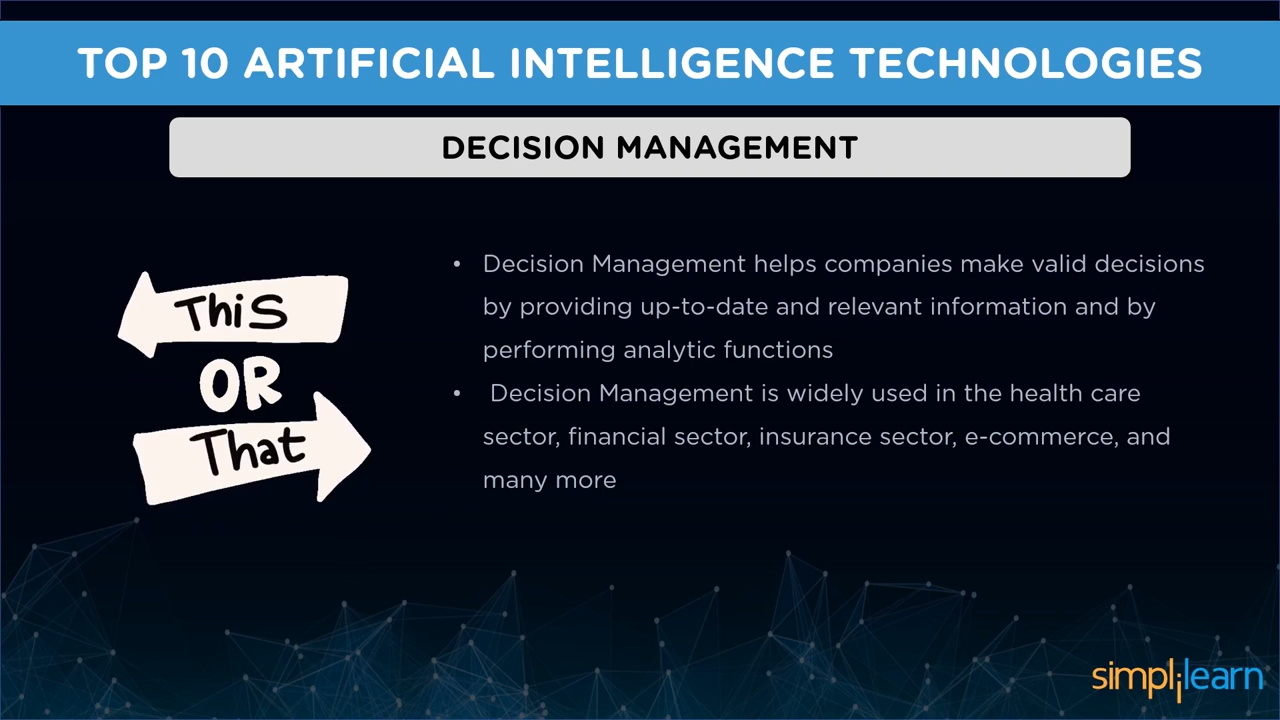 TOP 10 ARTIFICIAL INTELLIGENCE TECHNOLOGIES
DECISION MANAGEMENT
This
OR
That
• Decision Management helps companies make valid decisions
by providing up-to-date and relevant information and by
performing analytic functions
• Decision Management is widely used in the health care
sector, financial sector, insurance sector, e-commerce, and
many more
simplilearn